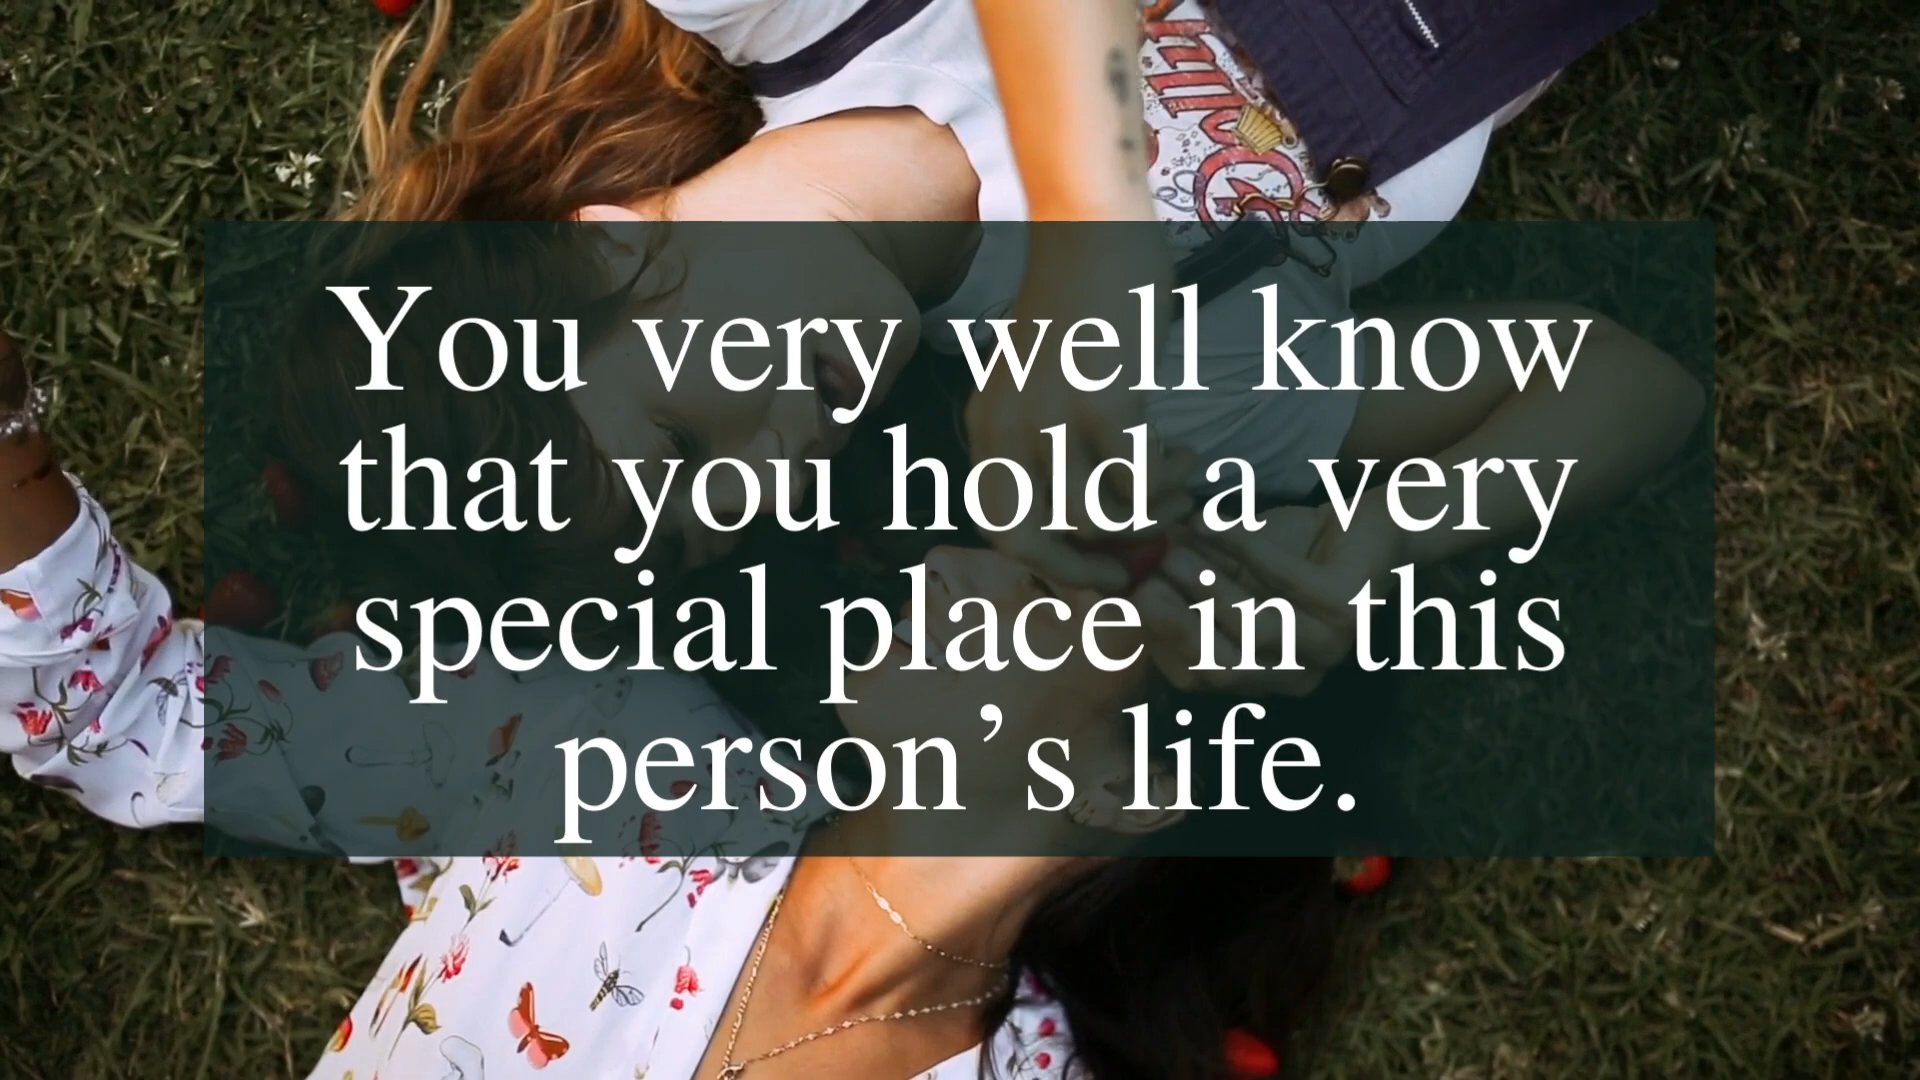 You very well know
that you hold a very
special place in this
person’s life.